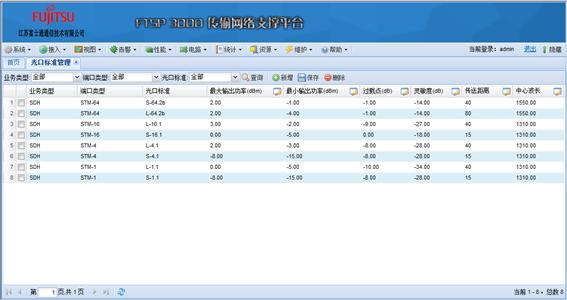 FUJITSU
江苏富士通通信技术有限公司
FTSP 3000 传输网络支撑平台
系统 接入 视图 告警 性能 电路 统计 资源 维护 帮助 当前登录: admin 退出 隐藏
首页 光口标准管理
业务类型: 全部 端口类型: 全部 光口标准: 全部 查询 新增 保存 删除
业务类型 端口类型 光口标准 最大输出功率(dBm) 最小输出功率(dBm) 过载点(dB) 灵敏度(dB) 传送距离 中心波长
1 SDH STM-64 S-64.2b 2.00 -1.00 -1.00 -14.00 40 1550.00
2 SDH STM-64 L-64.2b 2.00 -4.00 -1.00 -14.00 80 1550.00
3 SDH STM-16 L-16.1 3.00 -2.00 -9.00 -27.00 40 1310.00
4 SDH STM-16 S-16.1 0.00 -5.00 0.00 -18.00 15 1310.00
5 SDH STM-4 L-4.1 2.00 -3.00 -8.00 -28.00 40 1310.00
6 SDH STM-4 S-4.1 -8.00 -15.00 -8.00 -28.00 15 1310.00
7 SDH STM-1 L-1.1 0.00 -5.00 -10.00 -34.00 40 1310.00
8 SDH STM-1 S-1.1 -8.00 -15.00 -8.00 -28.00 15 1310.00
第 1 页,共 1 页 当前 1 - 8 , 总数 8